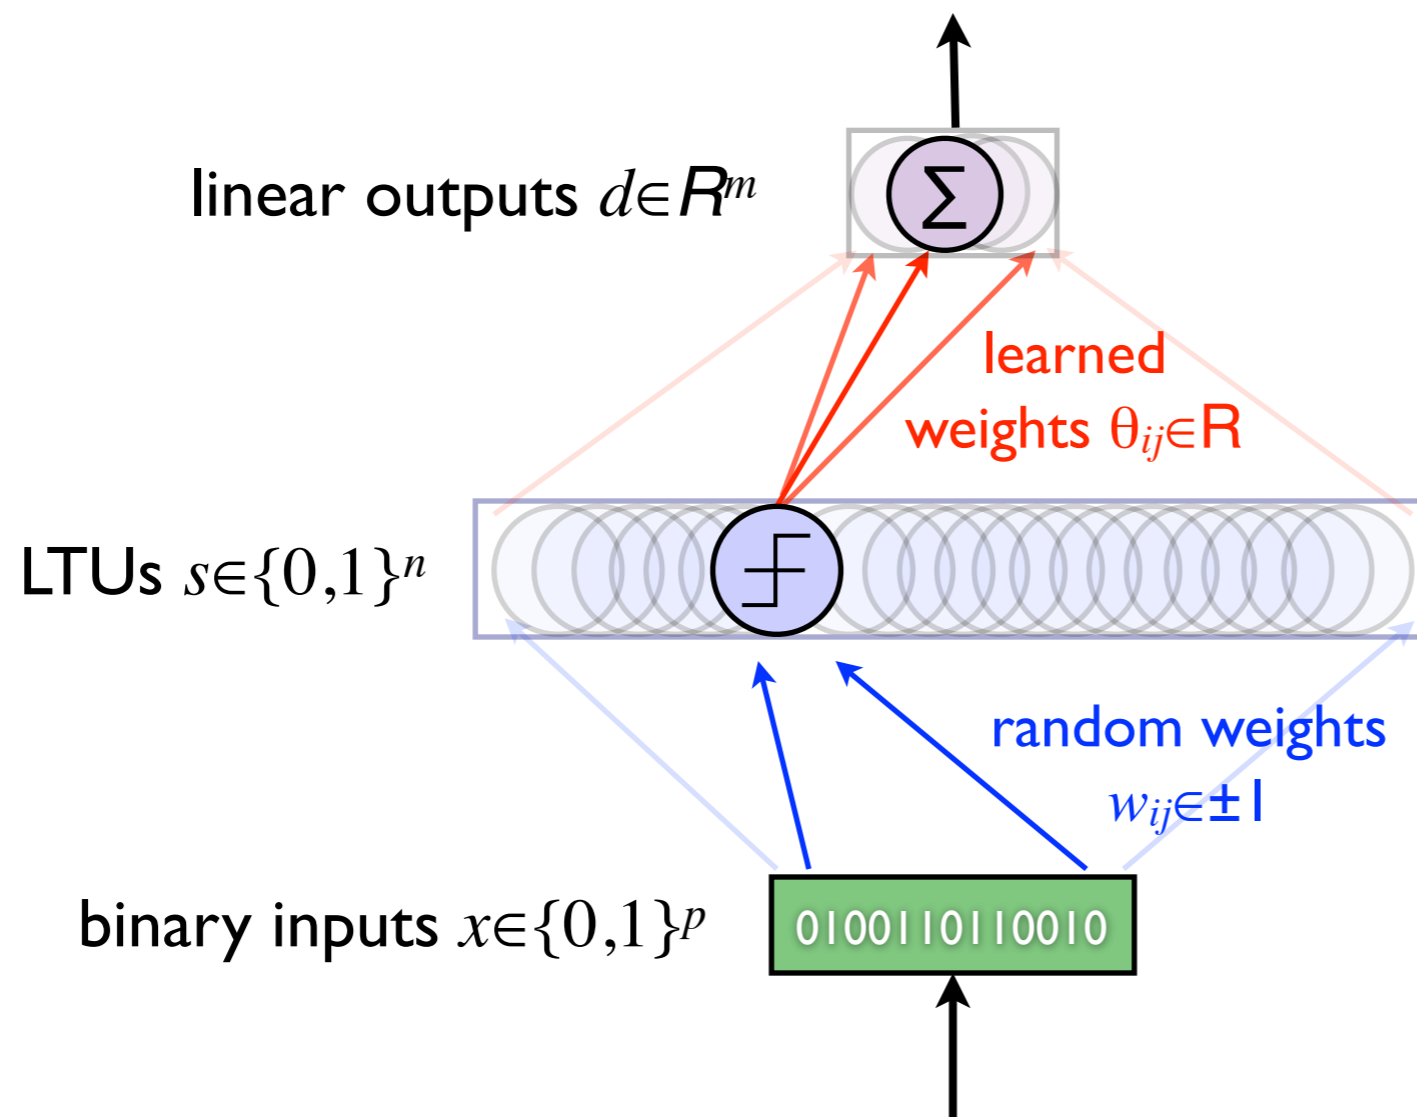 linear outputs d∈R^m
Σ
learned
weights θ_ij∈R
LTUs s∈{0,1}^n
random weights
w_ij∈±1
binary inputs x∈{0,1}^p
0100110110010